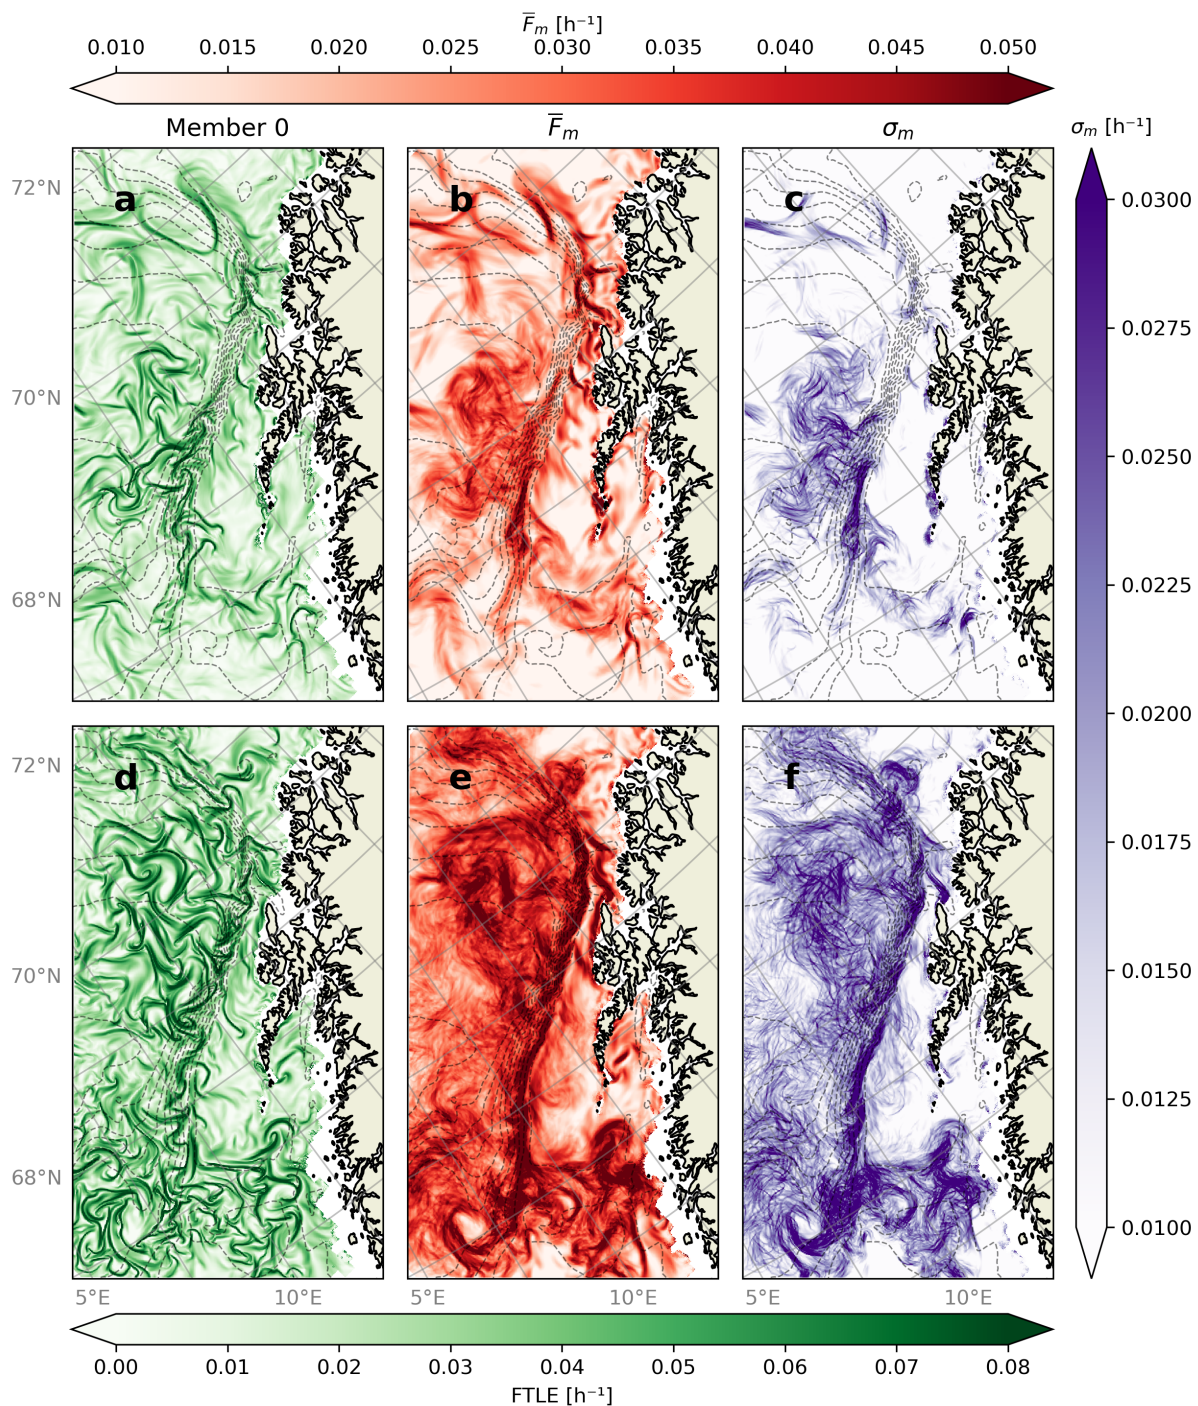 F̅ₘ [h⁻¹]
0.010 0.015 0.020 0.025 0.030 0.035 0.040 0.045 0.050
Member 0 F̅ₘ σₘ σₘ [h⁻¹]
72°N a b c 0.0300
0.0275
70°N
0.0250
0.0225
68°N
0.0200
72°N d e f
0.0175
0.0150
70°N
0.0125
68°N
0.0100
5°E 10°E 5°E 10°E 5°E 10°E
0.00 0.01 0.02 0.03 0.04 0.05 0.06 0.07 0.08
FTLE [h⁻¹]